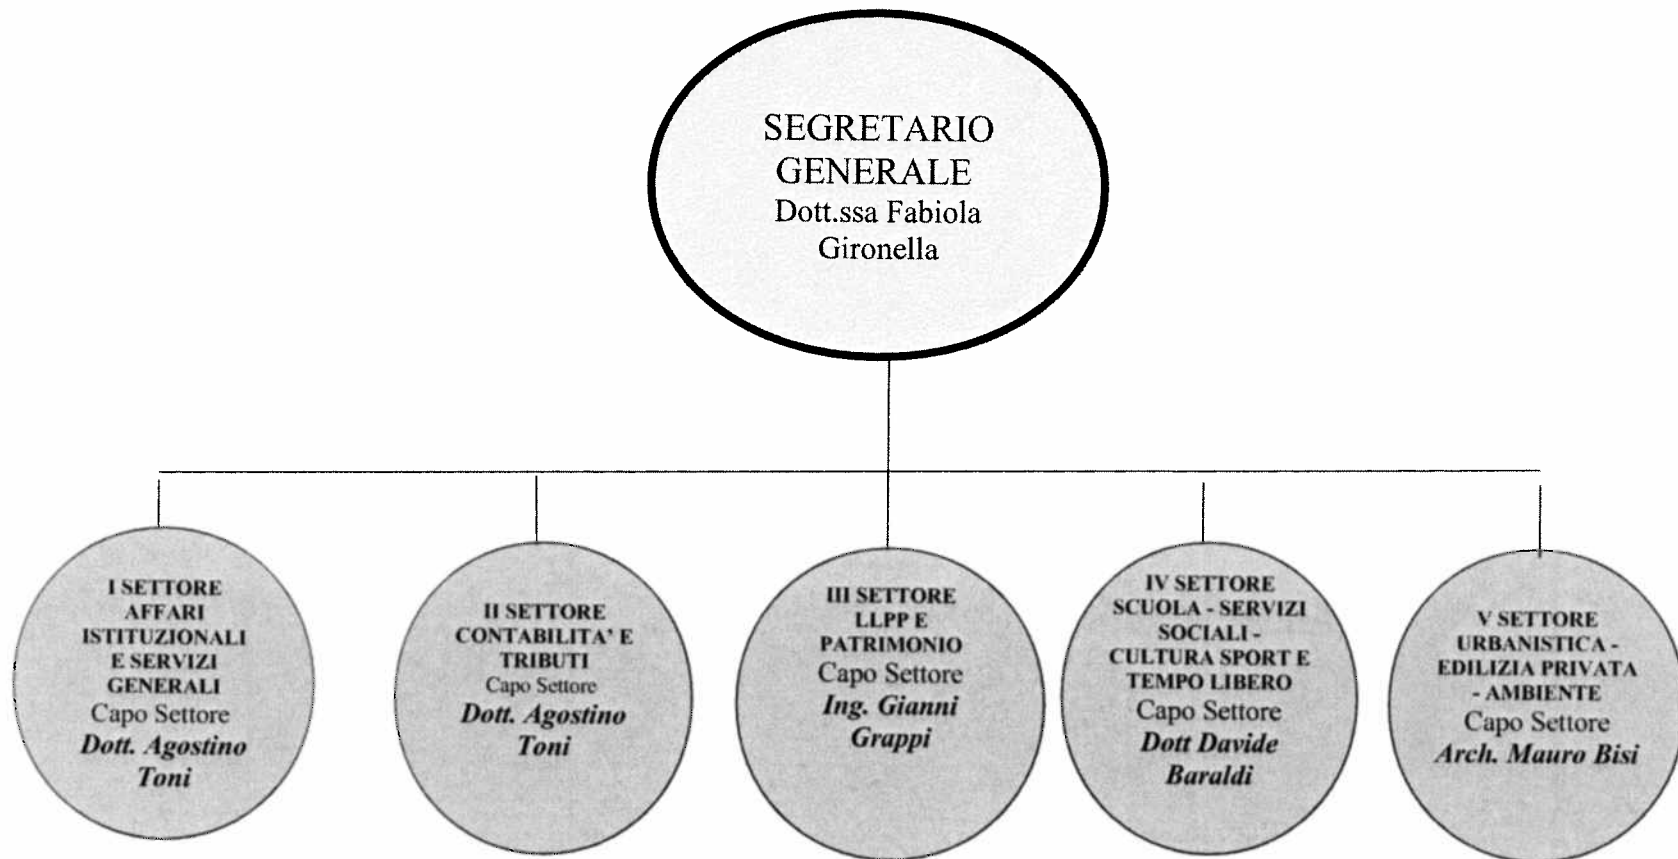 SEGRETARIO
GENERALE
Dott.ssa Fabiola
Gironella
I SETTORE
AFFARI
ISTITUZIONALI
E SERVIZI
GENERALI
Capo Settore
Dott. Agostino
Toni
II SETTORE
CONTABILITA' E
TRIBUTI
Capo Settore
Dott. Agostino
Toni
III SETTORE
LLPP E
PATRIMONIO
Capo Settore
Ing. Gianni
Grappi
IV SETTORE
SCUOLA - SERVIZI
SOCIALI -
CULTURA SPORT E
TEMPO LIBERO
Capo Settore
Dott Davide
Baraldi
V SETTORE
URBANISTICA -
EDILIZIA PRIVATA
- AMBIENTE
Capo Settore
Arch. Mauro Bisi